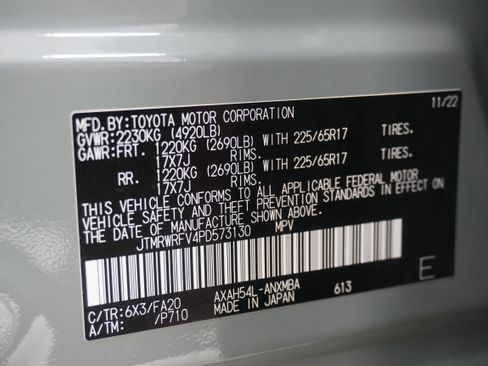 MFD.BY:TOYOTA MOTOR CORPORATION 11/22
GVWR:2230KG (4920LB)
GAWR:FRT. 1220KG (2690LB) WITH 225/65R17 TIRES.
17X7J RIMS.
RR. 1220KG (2690LB) WITH 225/65R17 TIRES.
17X7J RIMS.
THIS VEHICLE CONFORMS TO ALL APPLICABLE FEDERAL MOTOR
VEHICLE SAFETY AND THEFT PREVENTION STANDARDS IN EFFECT ON
THE DATE OF MANUFACTURE SHOWN ABOVE.
JTMRWRFV4PD573130 MPV
C/TR:6X3/FA20 AXAH54L-ANXMBA 613 E
A/TM: /P710 MADE IN JAPAN